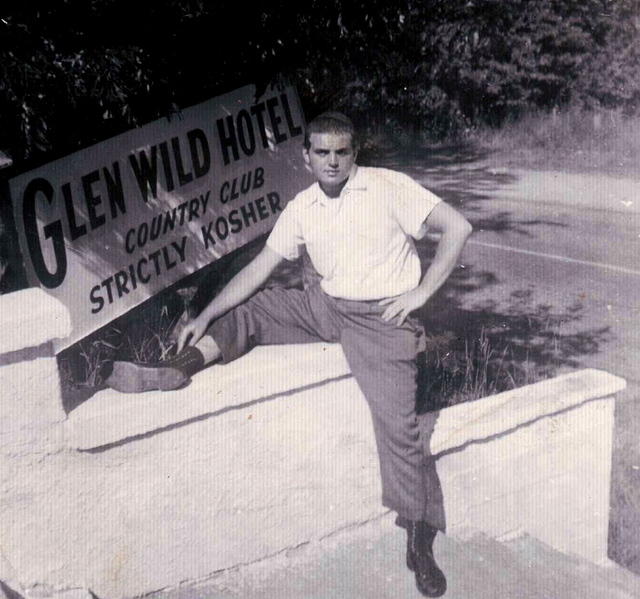 GLEN WILD HOTEL
COUNTRY CLUB
STRICTLY KOSHER